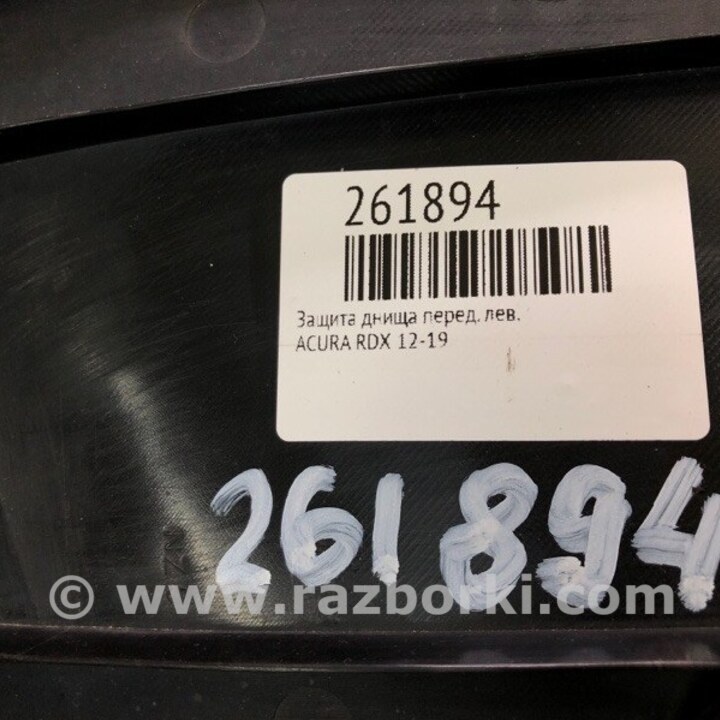 261894
Защита днища перед. лев.
ACURA RDX 12-19
261894
© www.razborki.com